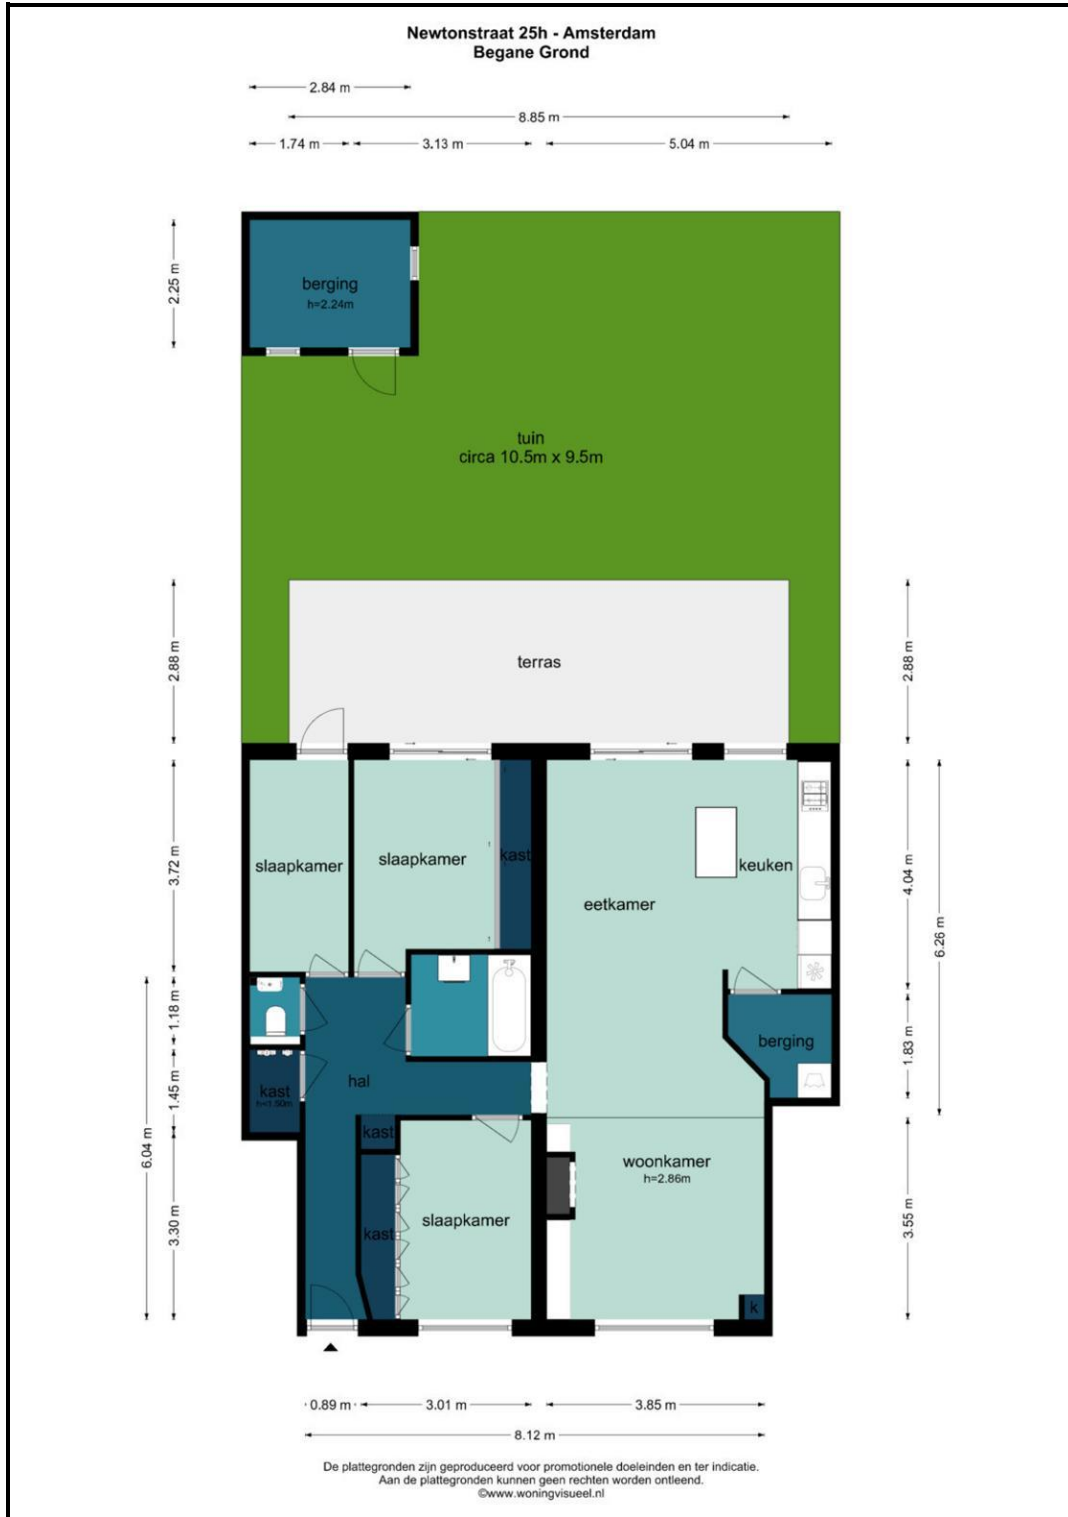 Newtonstraat 25h - Amsterdam
Begane Grond
2.84 m
8.85 m
1.74 m
3.13 m
5.04 m
2.25 m
berging
h=2.24m
tuin
circa 10.5m x 9.5m
2.88 m
2.88 m
terras
3.72 m
slaapkamer
slaapkamer
kast
keuken
eetkamer
4.04 m
6.26 m
1.18 m
1.83 m
berging
1.45 m
kast
h=1.50m
hal
6.04 m
kast
woonkamer
h=2.86m
3.30 m
kast
slaapkamer
3.55 m
k
0.89 m
3.01 m
3.85 m
8.12 m
De plattegronden zijn geproduceerd voor promotionele doeleinden en ter indicatie.
Aan de plattegronden kunnen geen rechten worden ontleend.
©www.woningvisueel.nl